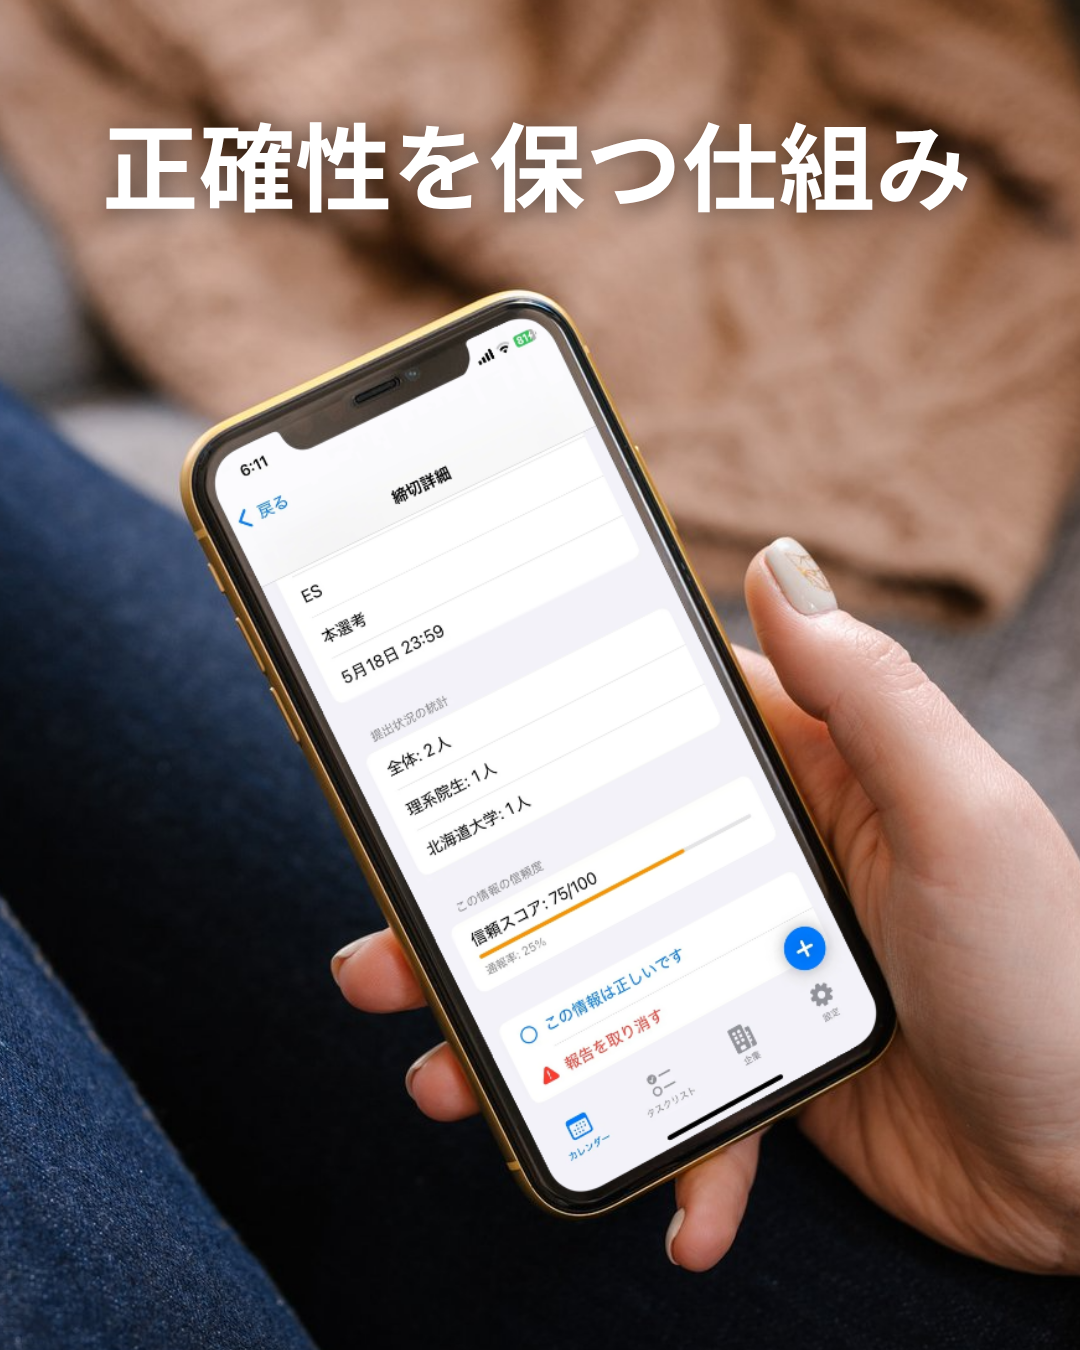 正確性を保つ仕組み
6:11
81
戻る
締切詳細
ES
本選考
5月18日 23:59
提出状況の統計
全体: 2人
理系院生: 1人
北海道大学: 1人
この情報の信頼度
信頼スコア: 75/100
通報率: 25%
この情報は正しいです
報告を取り消す
カレンダー
タスクリスト
企業
設定